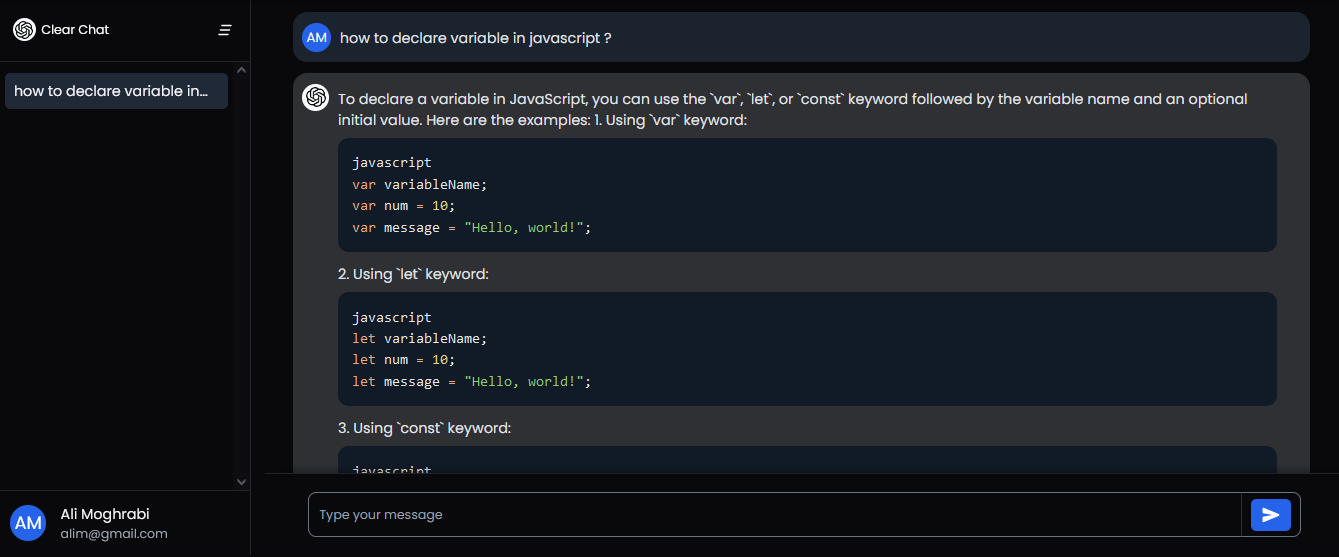 Clear Chat
how to declare variable in...
AM
Ali Moghrabi
alim@gmail.com
AM
how to declare variable in javascript ?
To declare a variable in JavaScript, you can use the `var`, `let`, or `const` keyword followed by the variable name and an optional
initial value. Here are the examples: 1. Using `var` keyword:
javascript
var variableName;
var num = 10;
var message = "Hello, world!";
2. Using `let` keyword:
javascript
let variableName;
let num = 10;
let message = "Hello, world!";
3. Using `const` keyword:
javascript
Type your message